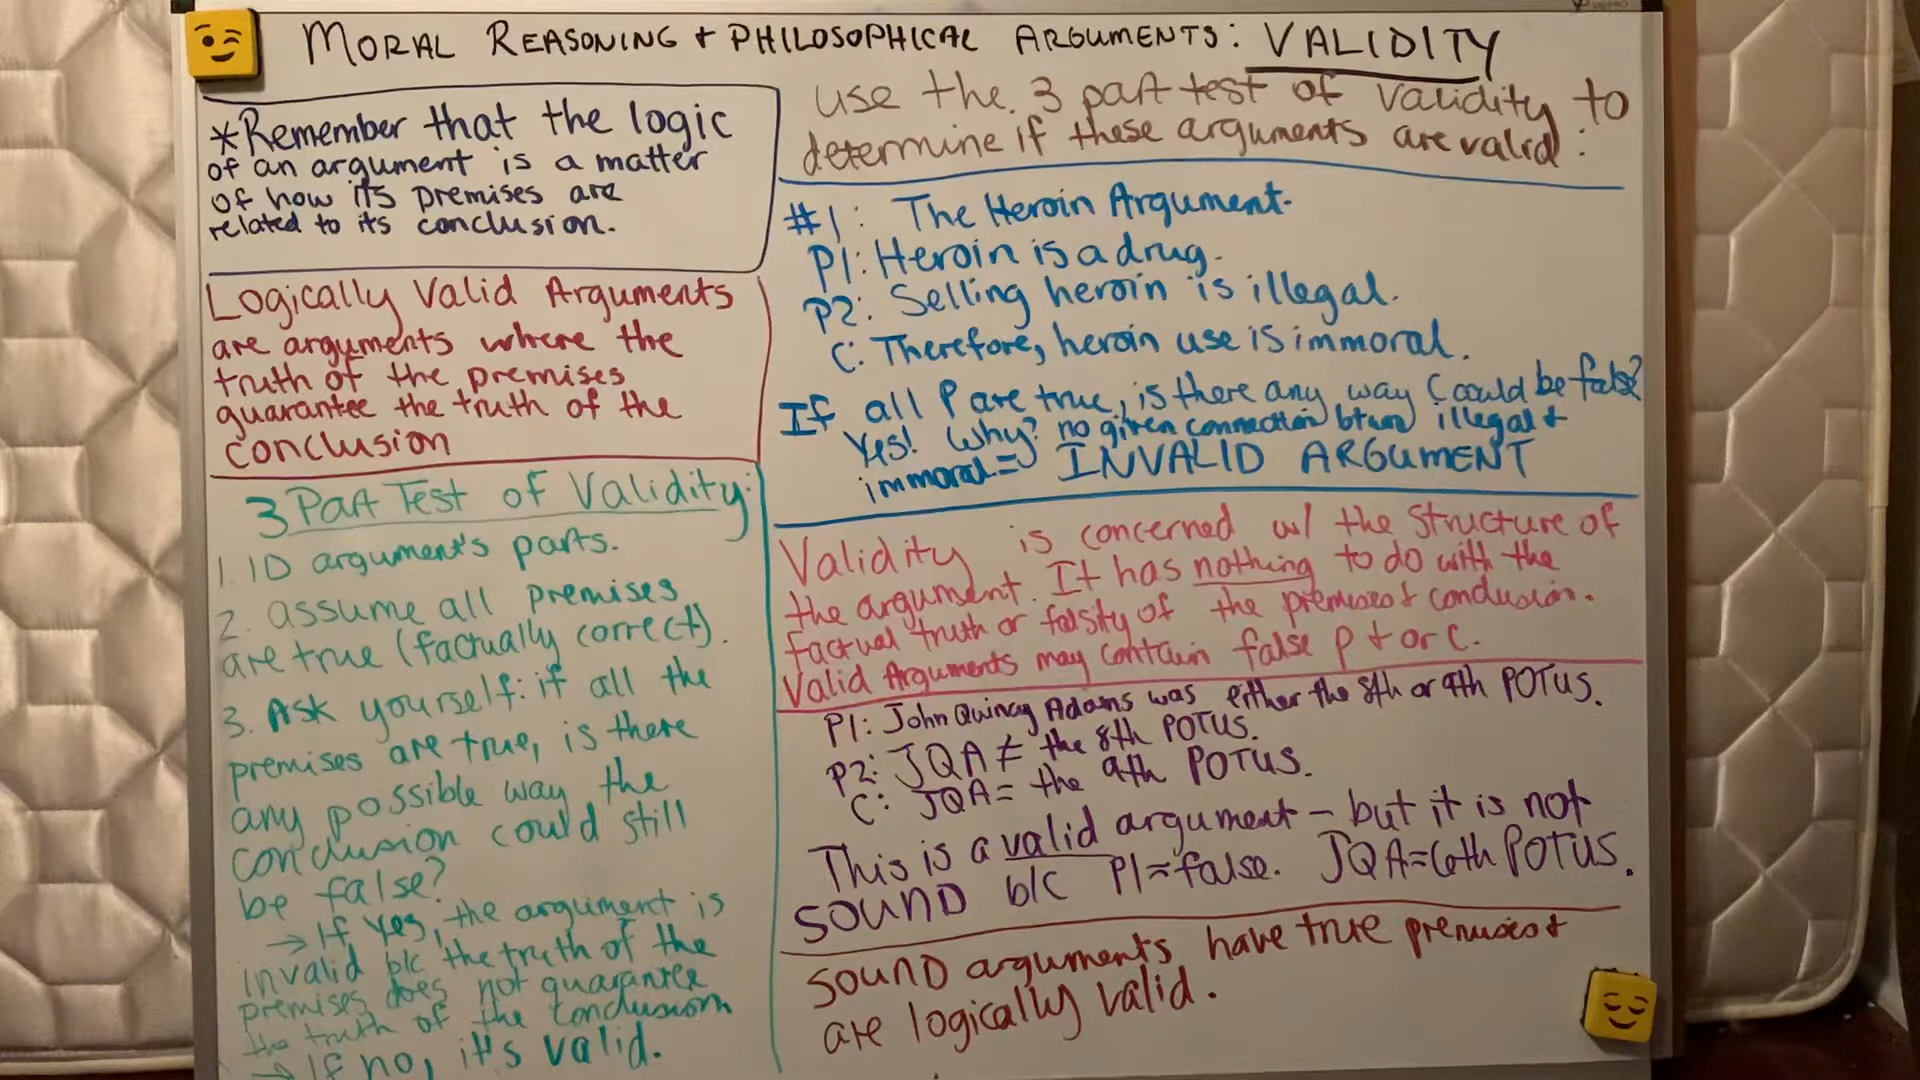 MORAL REASONING + PHILOSOPHICAL ARGUMENTS: VALIDITY
*Remember that the logic
of an argument is a matter
of how its premises are
related to its conclusion.
Logically Valid Arguments
are arguments where the
truth of the premises
guarantee the truth of the
conclusion
3 Part Test of Validity:
1. ID argument's parts.
2. assume all premises
are true (factually correct).
3. Ask yourself: if all the
premises are true, is there
any possible way the
conclusion could still
be false?
→ If yes, the argument is
invalid b/c the truth of the
premises does not guarantee
the truth of the conclusion
→ If no, it's valid.
use the 3 part test of validity to
determine if these arguments are valid:
#1: The Heroin Argument.
P1: Heroin is a drug.
P2: Selling heroin is illegal.
C: Therefore, heroin use is immoral.
If all P are true, is there any way C could be false?
Yes! Why? no given connection btwn illegal +
immoral = INVALID ARGUMENT
Validity is concerned w/ the structure of
the argument. It has nothing to do with the
factual truth or falsity of the premises + conclusion.
Valid Arguments may contain false p + or C.
P1: John Quincy Adams was either the 8th or 9th POTUS.
P2: JQA ≠ the 8th POTUS.
C: JQA = the 9th POTUS.
This is a valid argument - but it is not
SOUND b/c P1 = false. JQA = 6th POTUS.
SOUND arguments have true premises +
are logically valid.